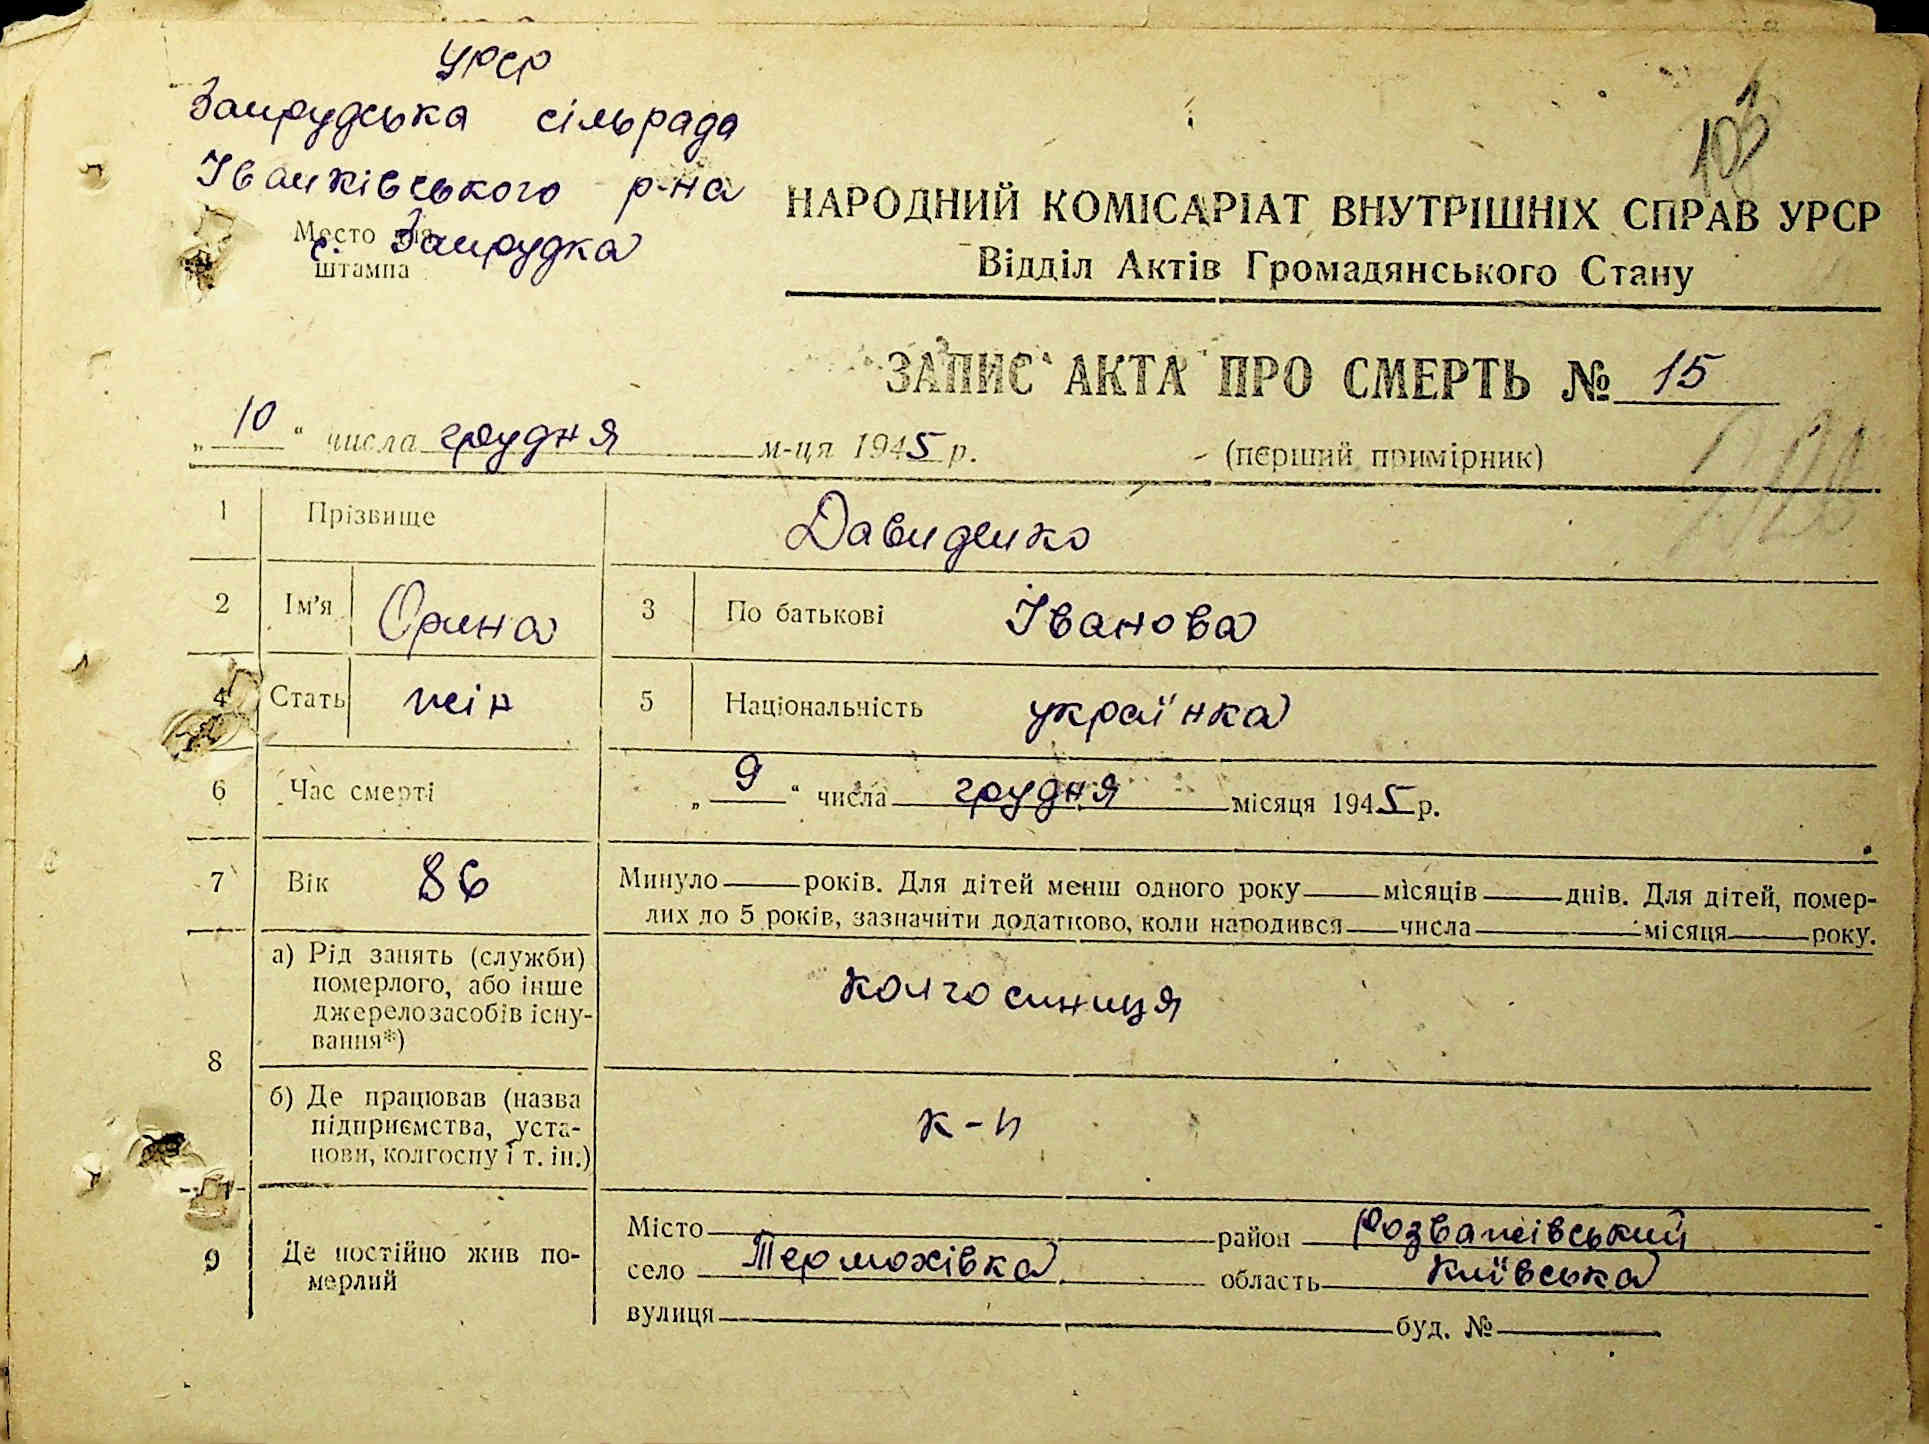 УРСР
Запрудська сільрада
Іванківського р-на
Место для
с. Запрудка
штампа
НАРОДНИЙ КОМІСАРІАТ ВНУТРІШНІХ СПРАВ УРСР
Відділ Актів Громадянського Стану
ЗАПИС АКТА ПРО СМЕРТЬ № 15
„10“ числа грудня м-ця 1945 р. (перший примірник)
1 Прізвище Давиденко
2 Ім’я Орина 3 По батькові Іванова
4 Стать жін 5 Національність українка
6 Час смерті „9“ числа грудня місяця 1945 р.
7 Вік 86 Минуло років. Для дітей менш одного року місяців днів. Для дітей, помер-
лих до 5 років, зазначити додатково, коли народився числа місяця року.
8 а) Рід занять (служби)
померлого, або інше
джерело засобів існу-
вання*)
колгоспниця
б) Де працював (назва
підприємства, уста-
нови, колгоспу і т. ін.)
к-п
9 Де постійно жив по-
мерлий
Місто район Розважівський
село Термохівка область Київська
вулиця буд. №